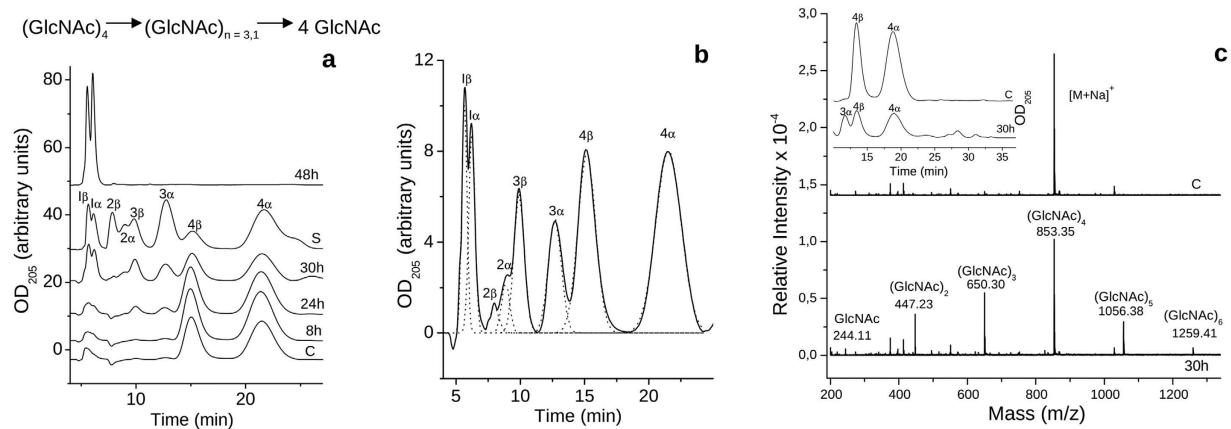 (GlcNAc)₄ → (GlcNAc)ₙ ₌ ₃,₁ → 4 GlcNAc
a
80
60
40
20
0
OD₂₀₅ (arbitrary units)
48h
Iβ Iα 2β 2α 3β 3α 4β 4α
S
30h
24h
8h
C
10 15 20 25
Time (min)
b
12
8
4
0
OD₂₀₅ (arbitrary units)
Iβ
Iα
2β
2α
3β
3α
4β
4α
5 10 15 20
Time (min)
c
3,0
2,5
2,0
1,5
0,5
0,0
Relative Intensity x 10⁻⁴
4β
4α
C
3α 4β
4α
30h
OD₂₀₅
15 20 25 30 35
Time (min)
[M+Na]⁺
C
(GlcNAc)₄
853.35
(GlcNAc)₃
650.30
(GlcNAc)₂
447.23
GlcNAc
244.11
(GlcNAc)₅
1056.38
(GlcNAc)₆
1259.41
30h
200 400 600 800 1000 1200
Mass (m/z)